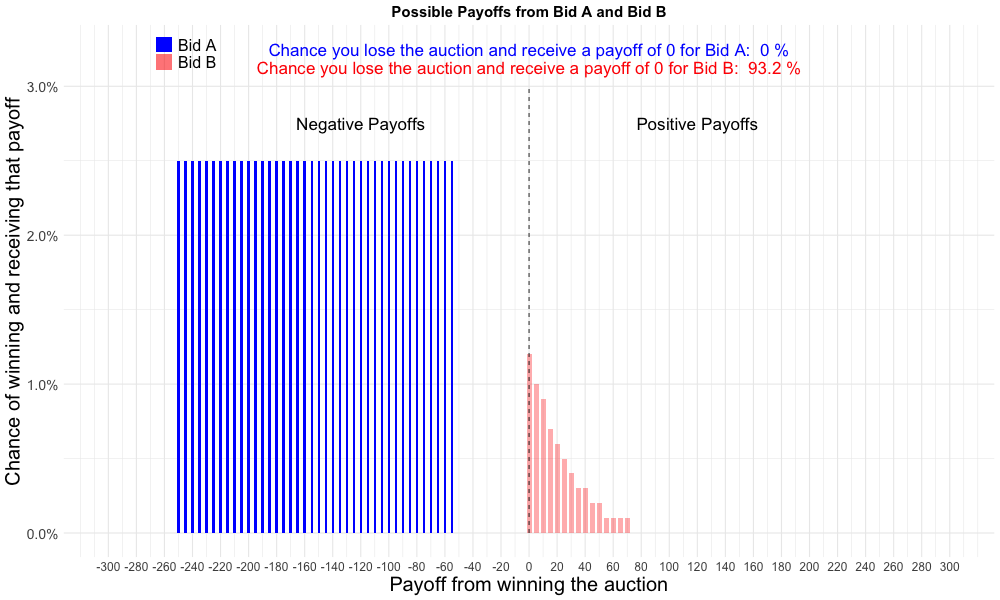 Possible Payoffs from Bid A and Bid B
Bid A
Bid B
Chance you lose the auction and receive a payoff of 0 for Bid A:  0 %
Chance you lose the auction and receive a payoff of 0 for Bid B:  93.2 %
Negative Payoffs
Positive Payoffs
Chance of winning and receiving that payoff
3.0%
2.0%
1.0%
0.0%
-300 -280 -260 -240 -220 -200 -180 -160 -140 -120 -100 -80 -60 -40 -20 0 20 40 60 80 100 120 140 160 180 200 220 240 260 280 300
Payoff from winning the auction